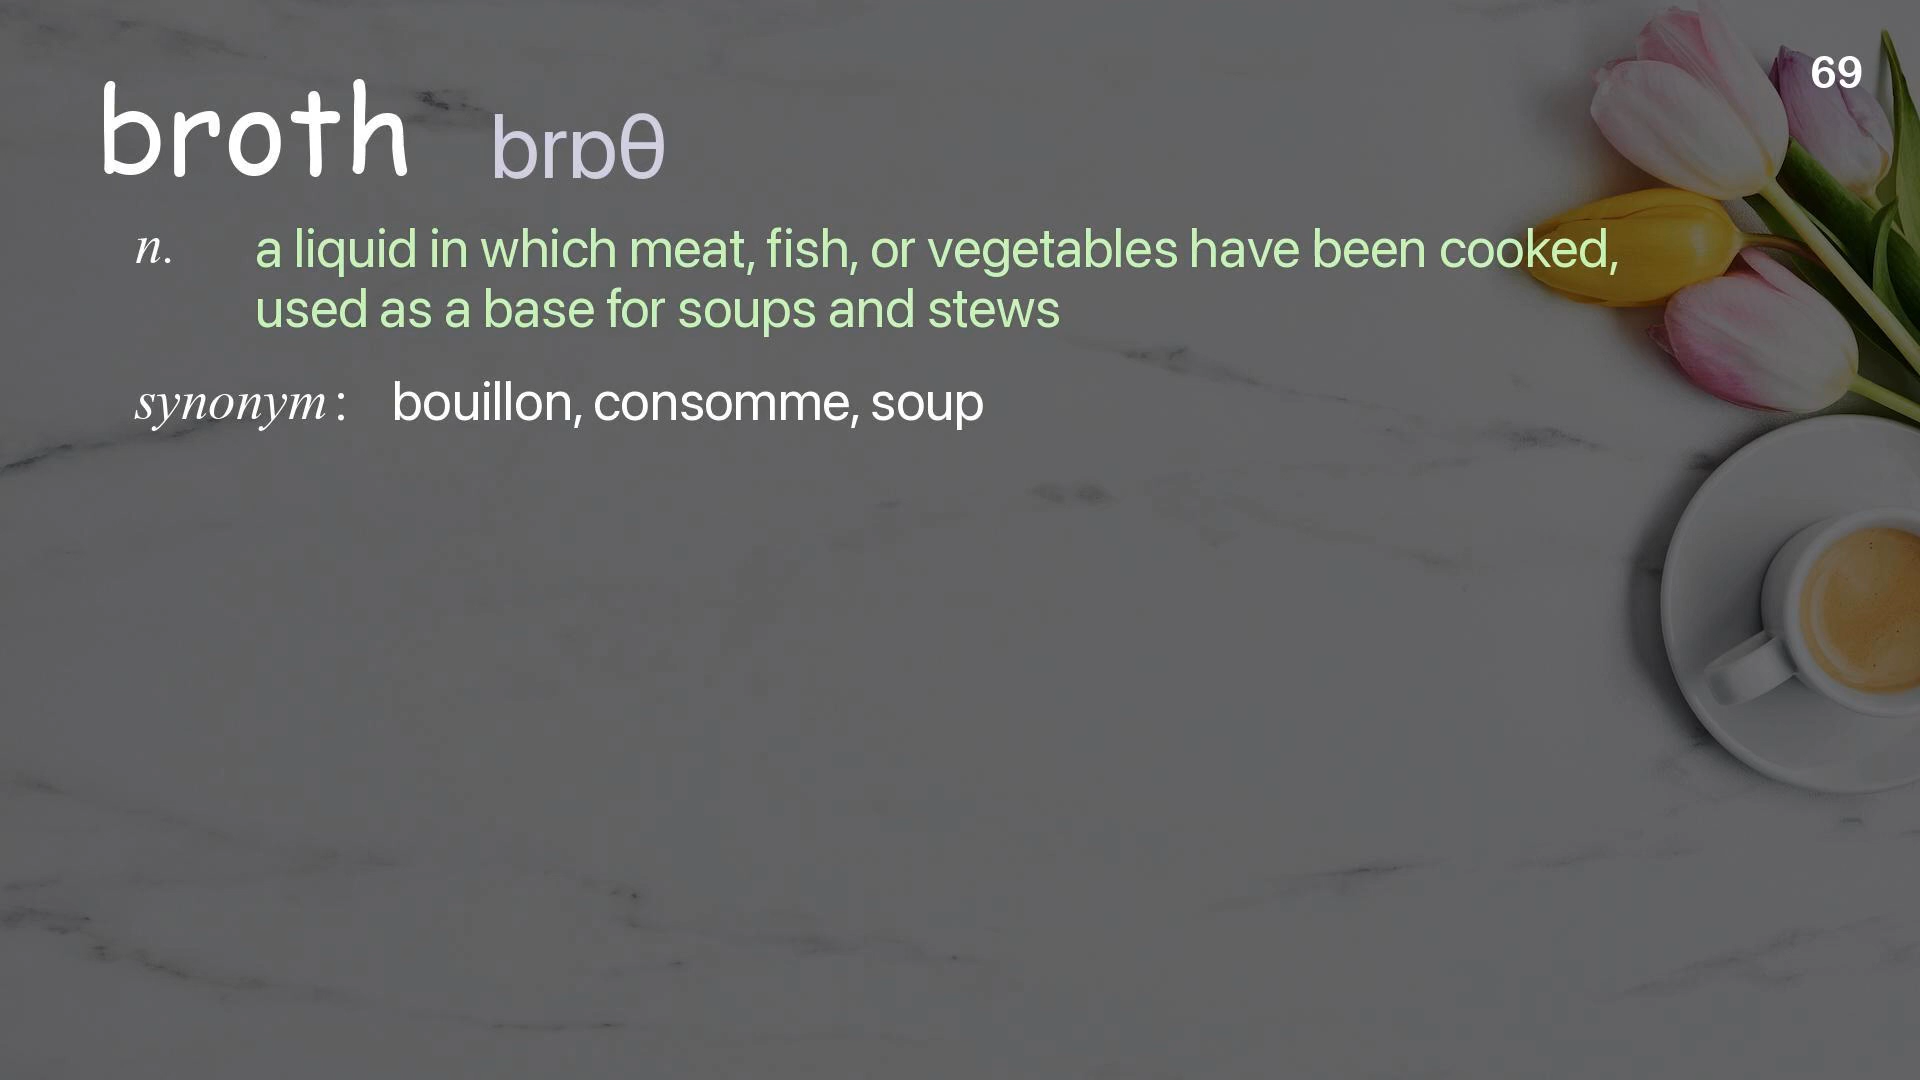 69
broth brɒθ
n. a liquid in which meat, fish, or vegetables have been cooked,
used as a base for soups and stews
synonym: bouillon, consomme, soup